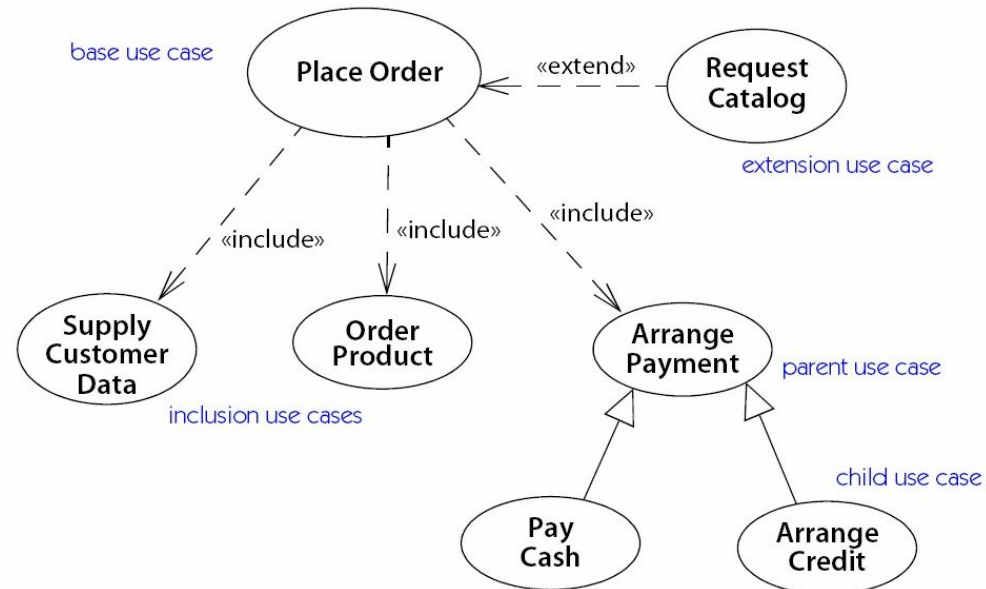 base use case
Place Order
«extend»
Request
Catalog
extension use case
«include»
«include»
«include»
Supply
Customer
Data
Order
Product
Arrange
Payment
parent use case
inclusion use cases
child use case
Pay
Cash
Arrange
Credit